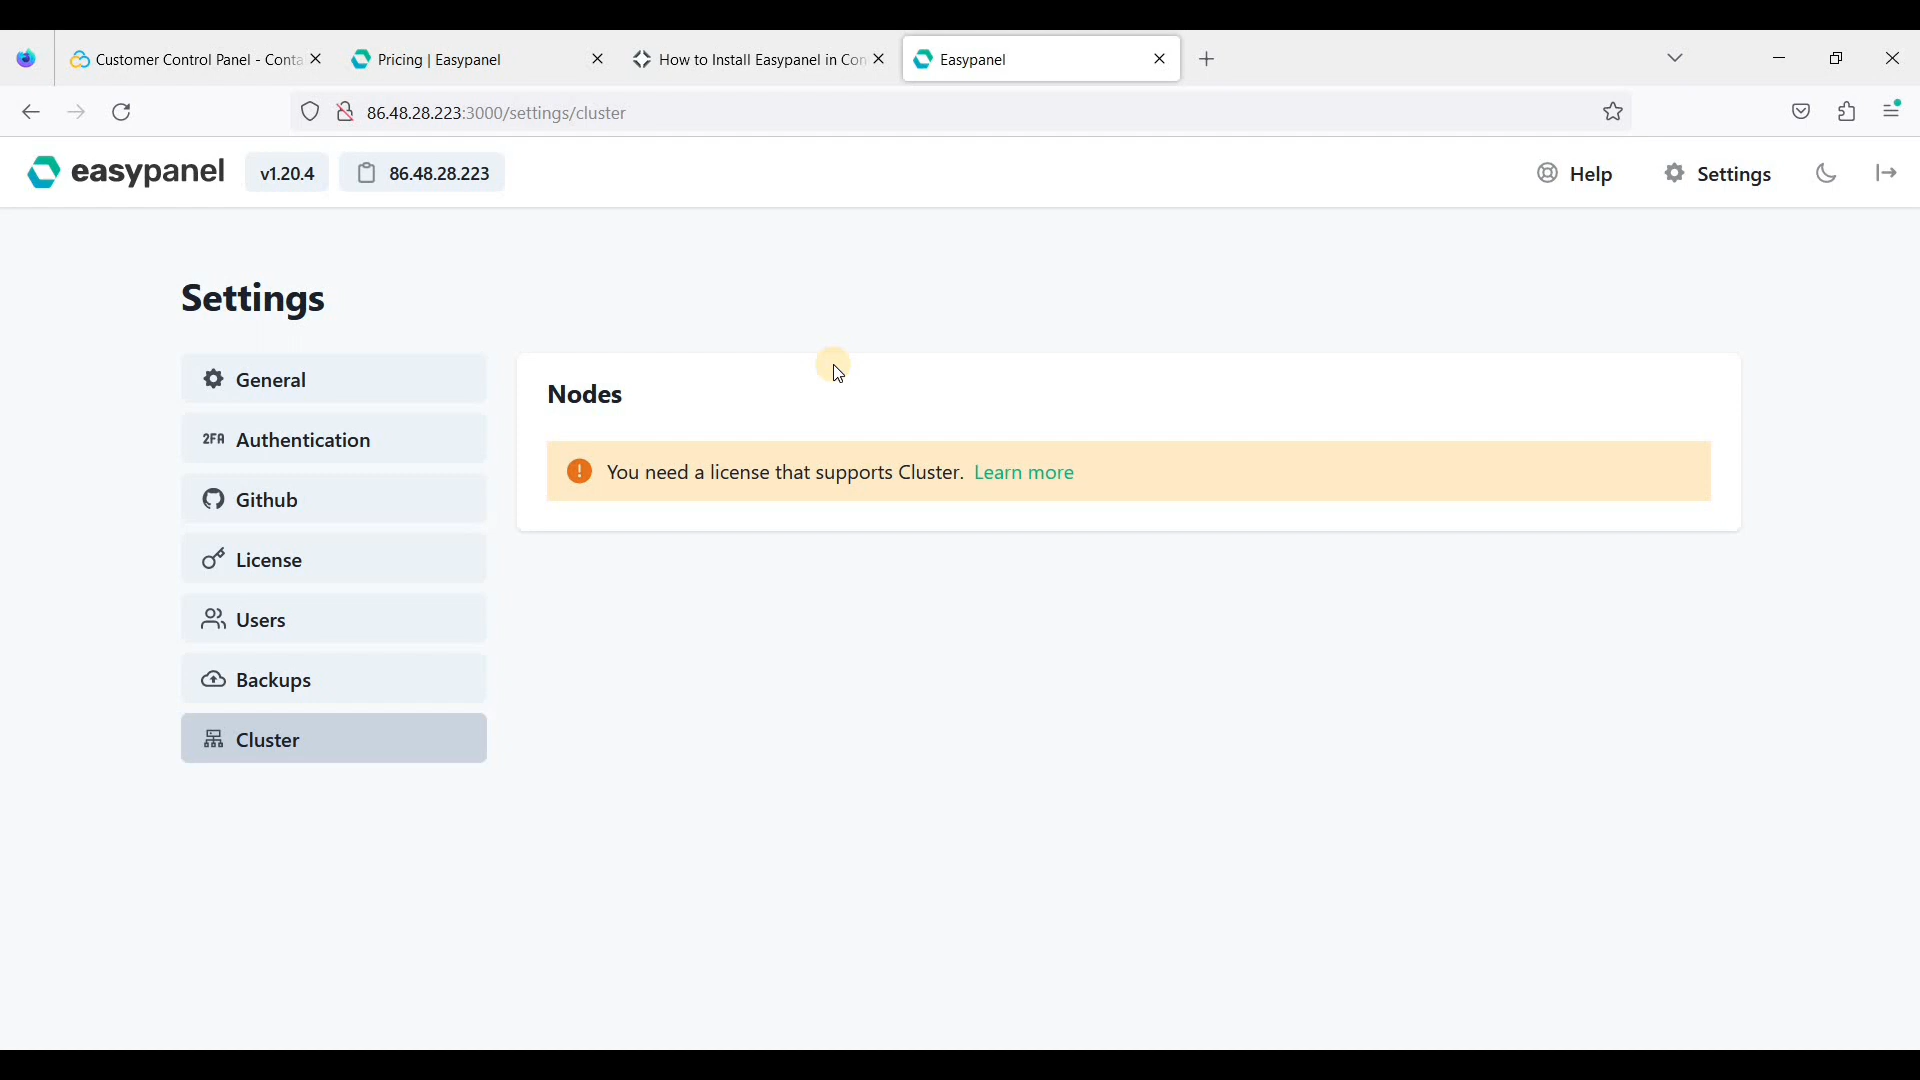 Customer Control Panel - Conta
Pricing | Easypanel
How to Install Easypanel in Con
Easypanel
86.48.28.223:3000/settings/cluster
easypanel
v1.20.4
86.48.28.223
Help
Settings
Settings
General
2FA Authentication
Github
License
Users
Backups
Cluster
Nodes
You need a license that supports Cluster. Learn more